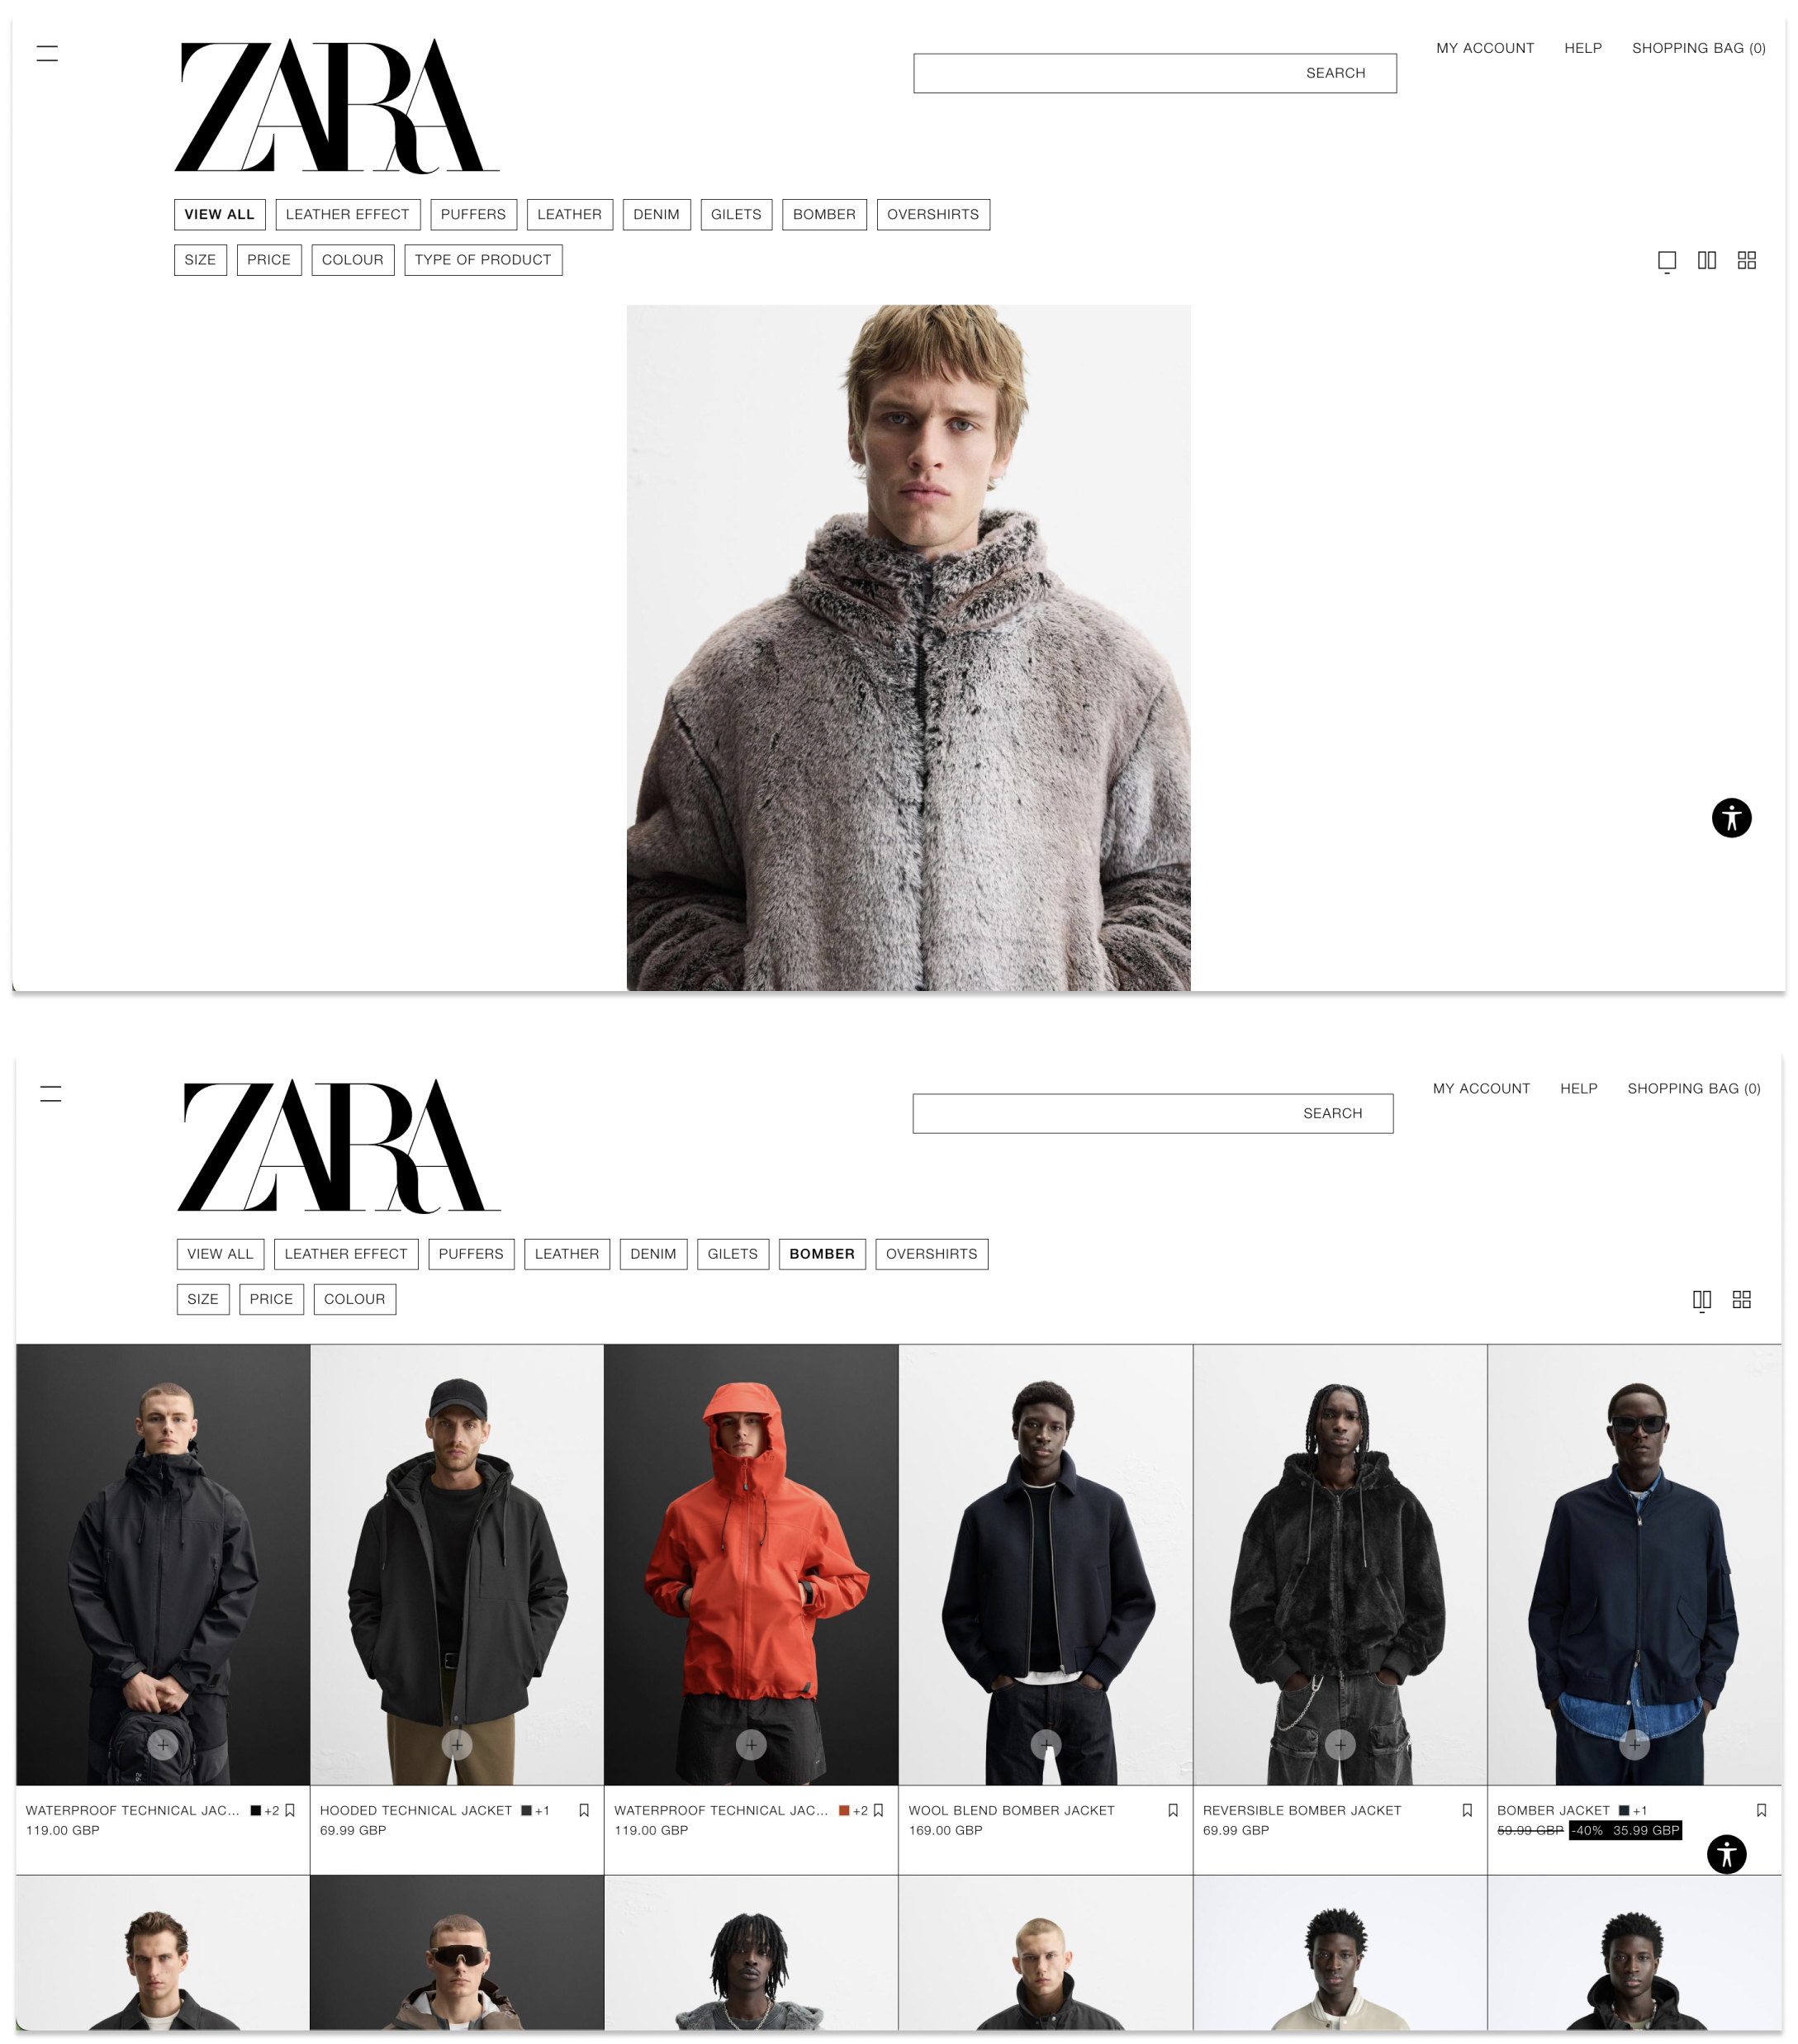 ZARA
SEARCH
MY ACCOUNT HELP SHOPPING BAG (0)
VIEW ALL LEATHER EFFECT PUFFERS LEATHER DENIM GILETS BOMBER OVERSHIRTS
SIZE PRICE COLOUR TYPE OF PRODUCT
ZARA
SEARCH
MY ACCOUNT HELP SHOPPING BAG (0)
VIEW ALL LEATHER EFFECT PUFFERS LEATHER DENIM GILETS BOMBER OVERSHIRTS
SIZE PRICE COLOUR
WATERPROOF TECHNICAL JAC... +2
119.00 GBP
HOODED TECHNICAL JACKET +1
69.99 GBP
WATERPROOF TECHNICAL JAC... +2
119.00 GBP
WOOL BLEND BOMBER JACKET
169.00 GBP
REVERSIBLE BOMBER JACKET
69.99 GBP
BOMBER JACKET +1
59.99 GBP -40% 35.99 GBP